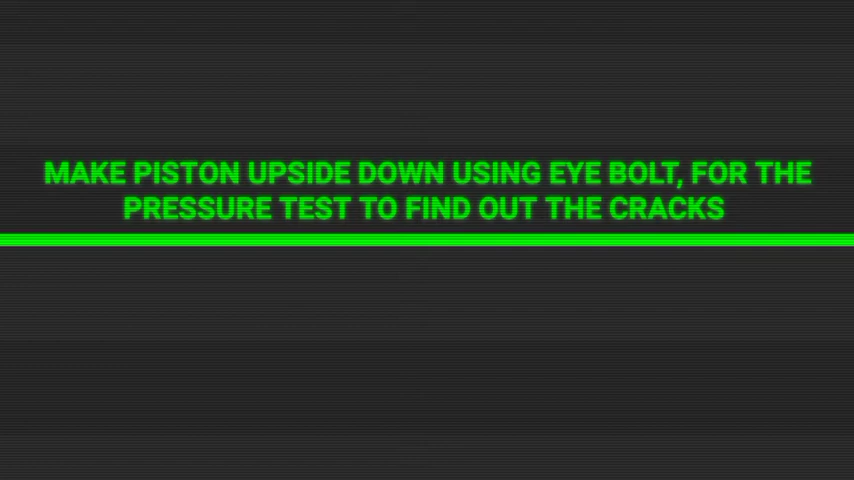 MAKE PISTON UPSIDE DOWN USING EYE BOLT, FOR THE
PRESSURE TEST TO FIND OUT THE CRACKS